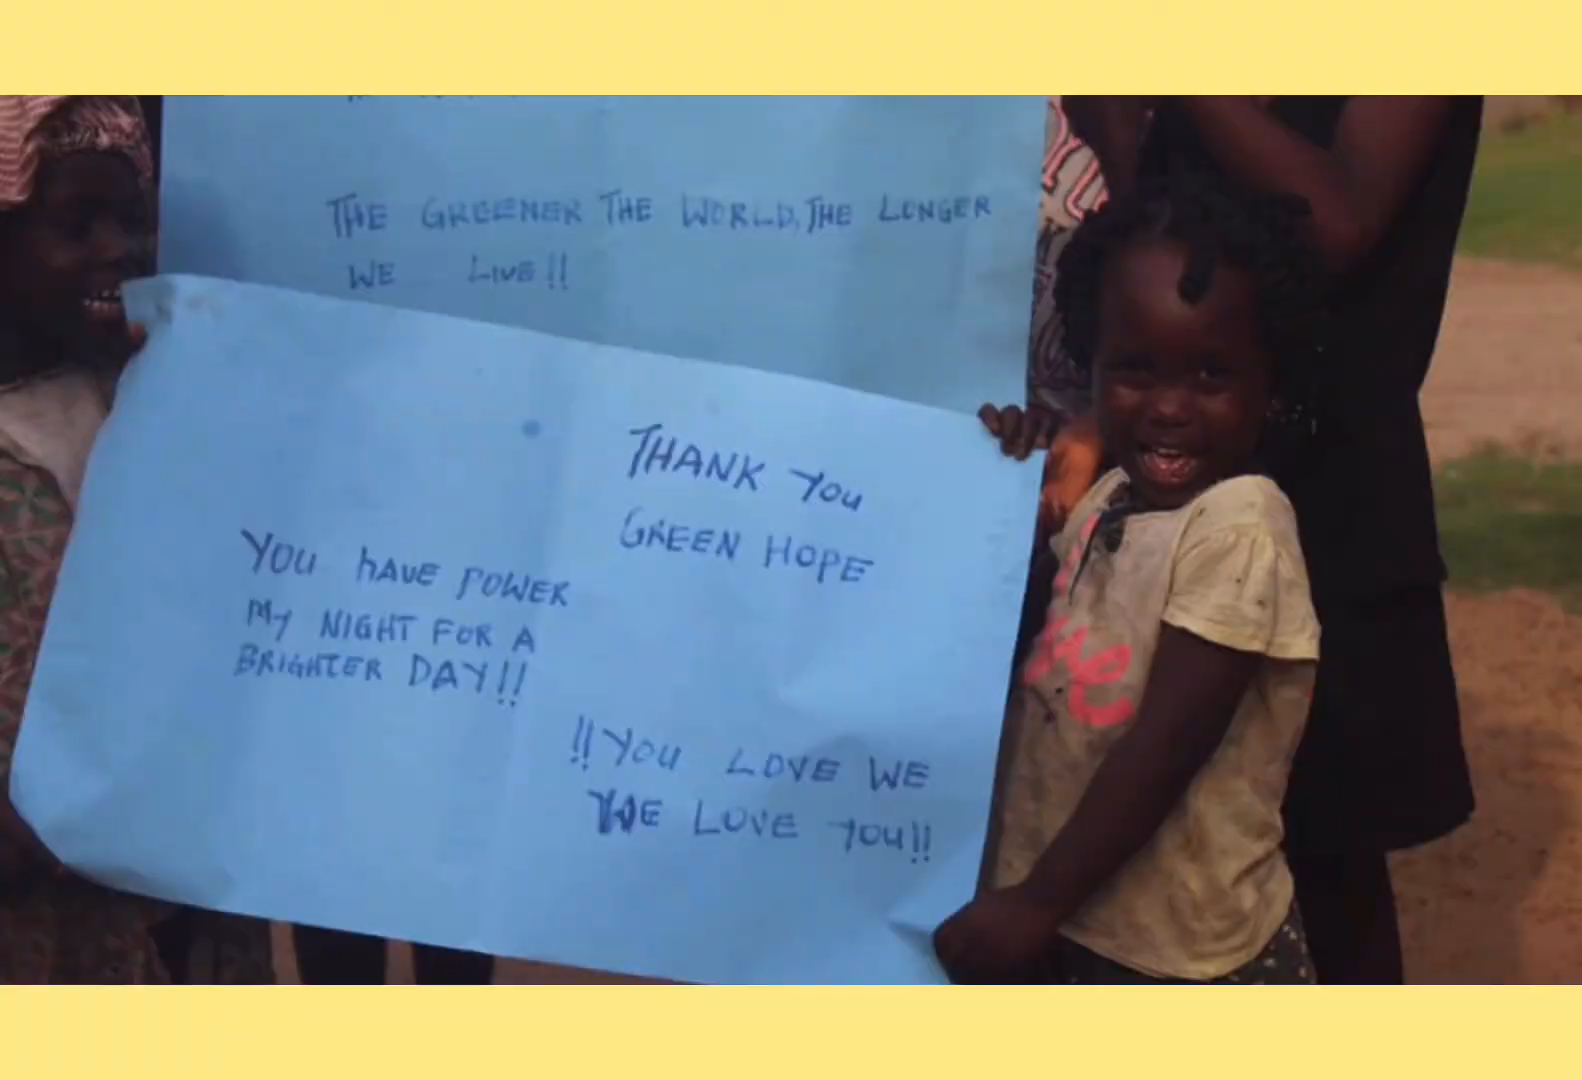 THE GREENER THE WORLD, THE LONGER
WE LIVE!!
THANK YOU
GREEN HOPE
YOU HAVE POWER
MY NIGHT FOR A
BRIGHTER DAY!!
!! YOU LOVE WE
WE LOVE YOU!!